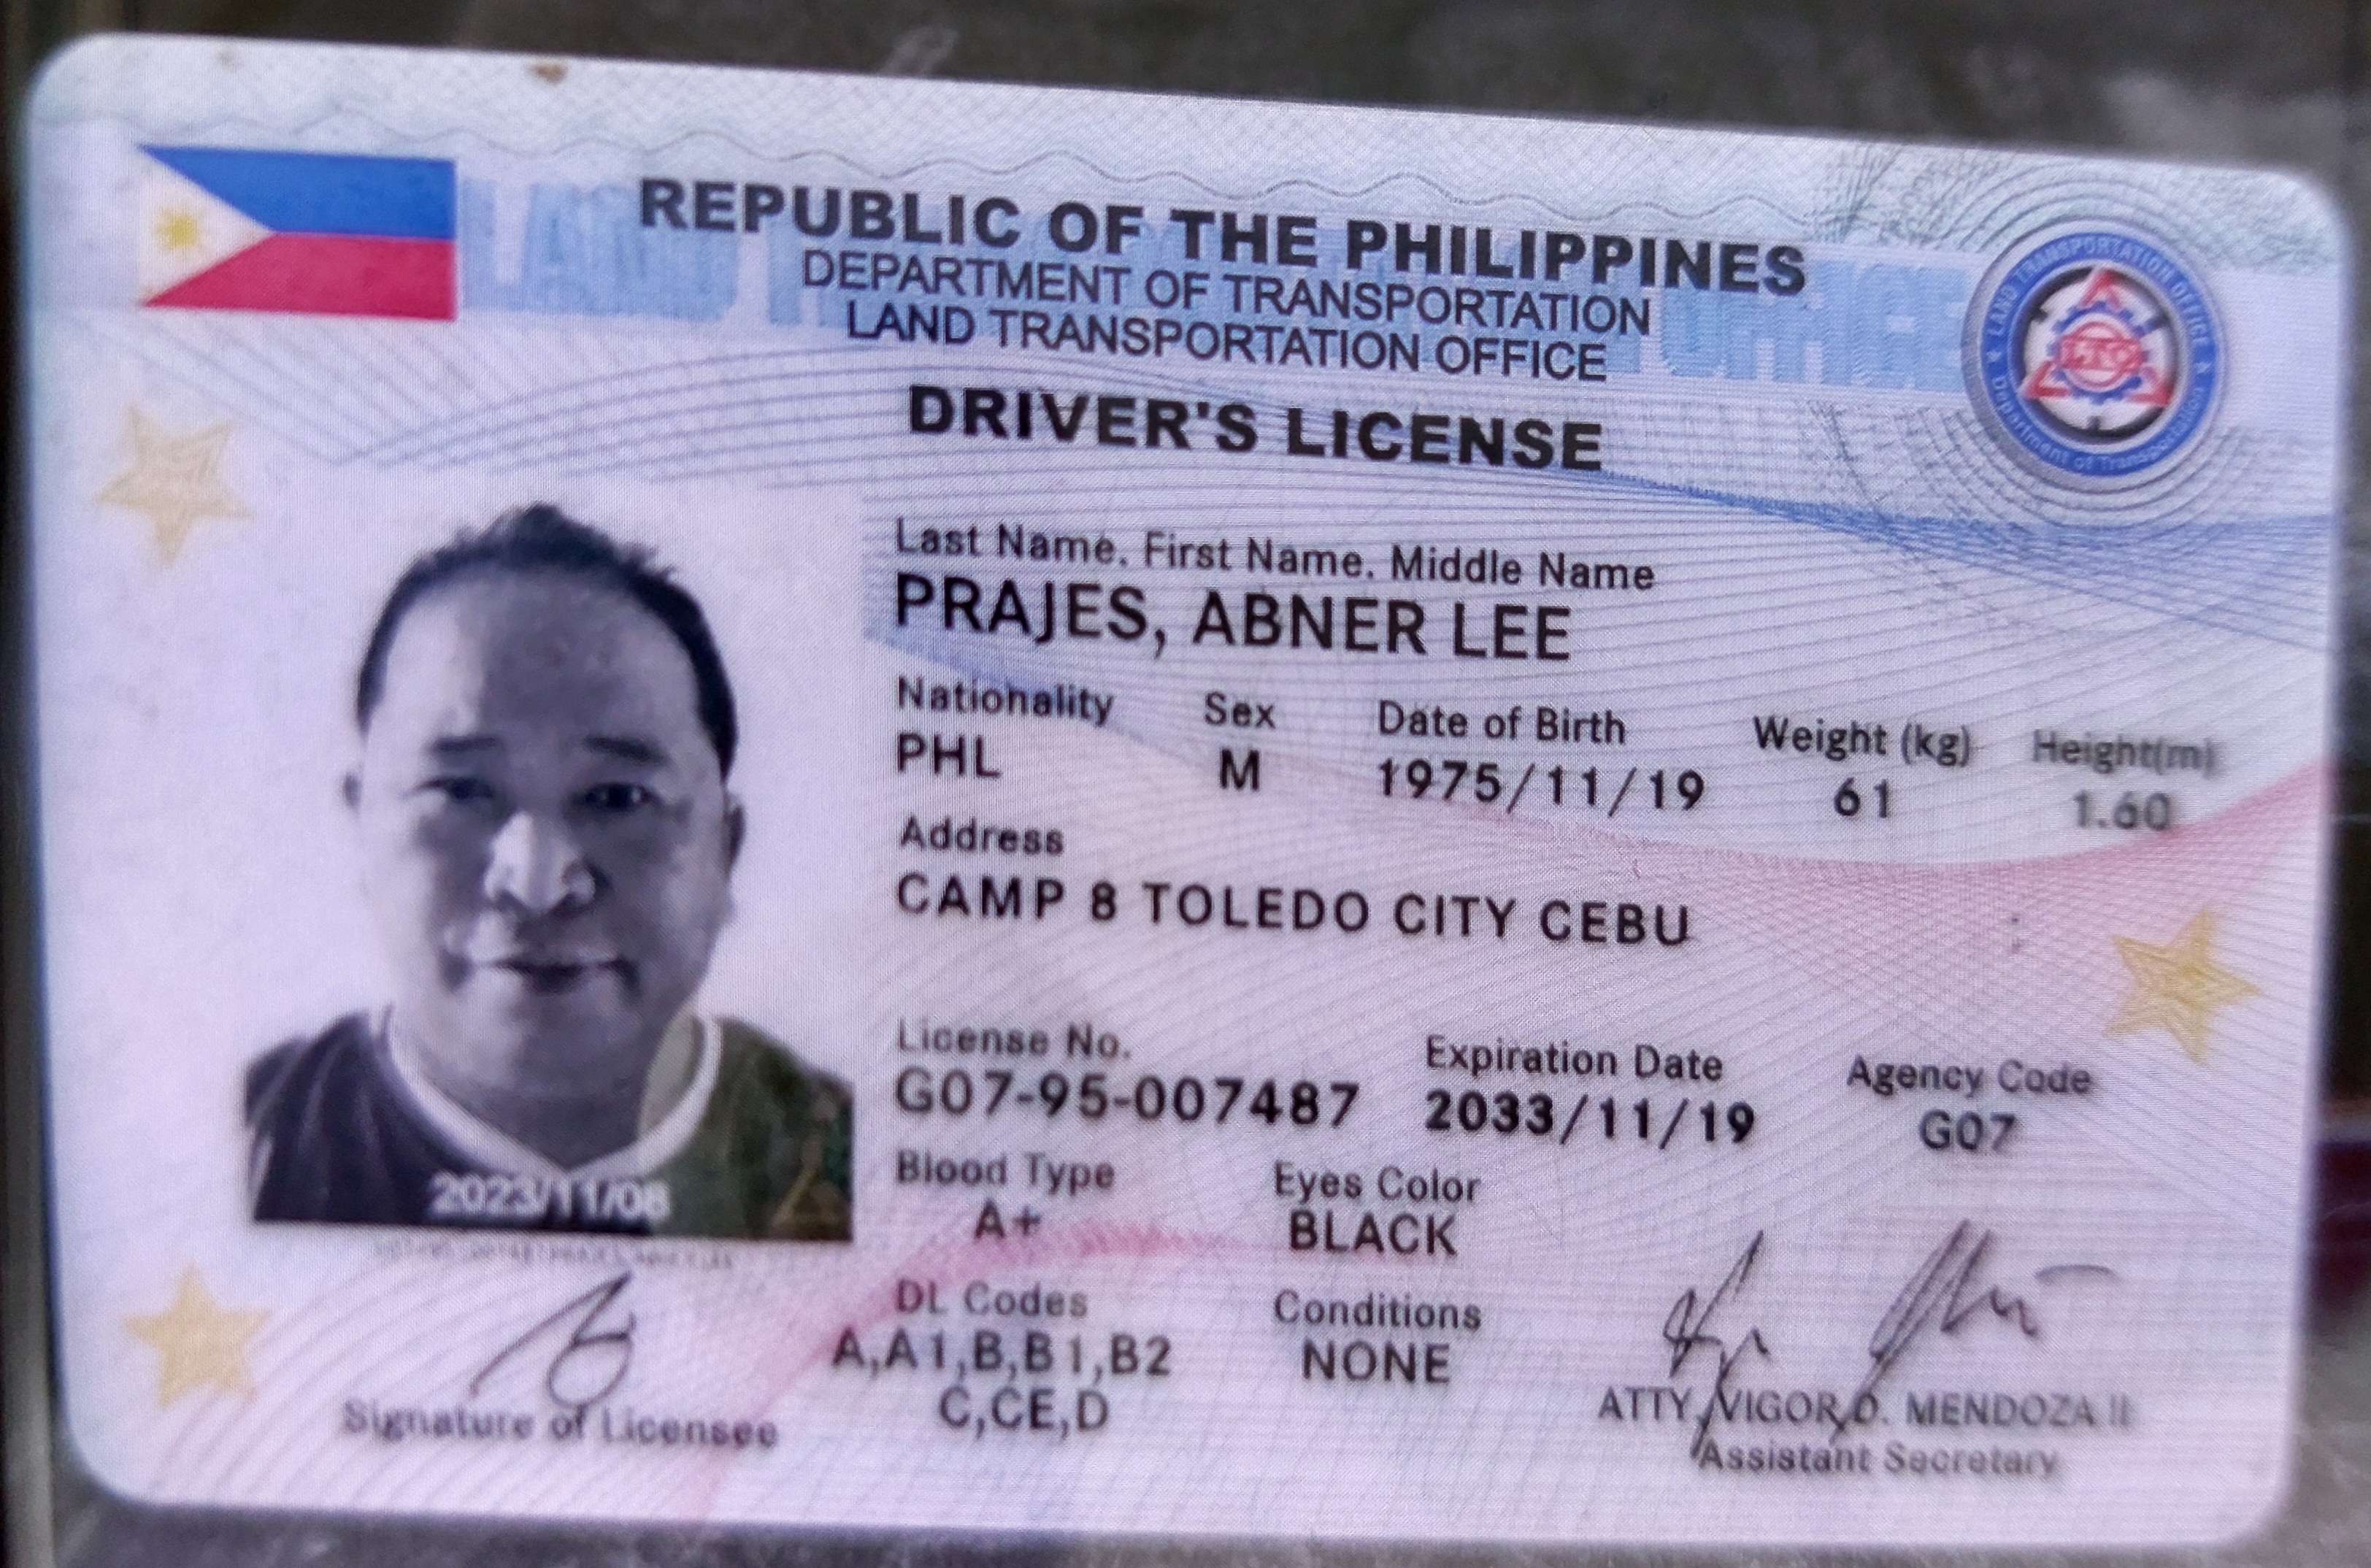 REPUBLIC OF THE PHILIPPINES
DEPARTMENT OF TRANSPORTATION
LAND TRANSPORTATION OFFICE
DRIVER'S LICENSE
LAND TRANSPORTATION OFFICE
LTO
Department of Transportation
Last Name. First Name. Middle Name
PRAJES, ABNER LEE
Nationality Sex Date of Birth Weight (kg) Height(m)
PHL M 1975/11/19 61 1.60
Address
CAMP 8 TOLEDO CITY CEBU
License No. Expiration Date Agency Code
G07-95-007487 2033/11/19 G07
Blood Type Eyes Color
A+ BLACK
DL Codes Conditions
A,A1,B,B1,B2 NONE
C,CE,D
2023/11/08
Signature of Licensee
ATTY. VIGOR D. MENDOZA II
Assistant Secretary